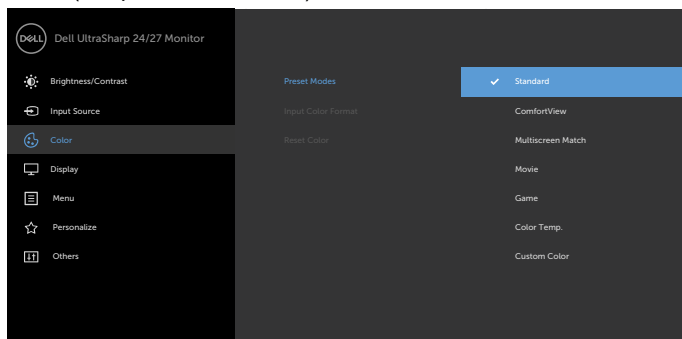 DELL
Dell UltraSharp 24/27 Monitor
Brightness/Contrast
Preset Modes
Standard
Input Source
Input Color Format
ComfortView
Color
Reset Color
Multiscreen Match
Display
Movie
Menu
Game
Personalize
Color Temp.
Others
Custom Color